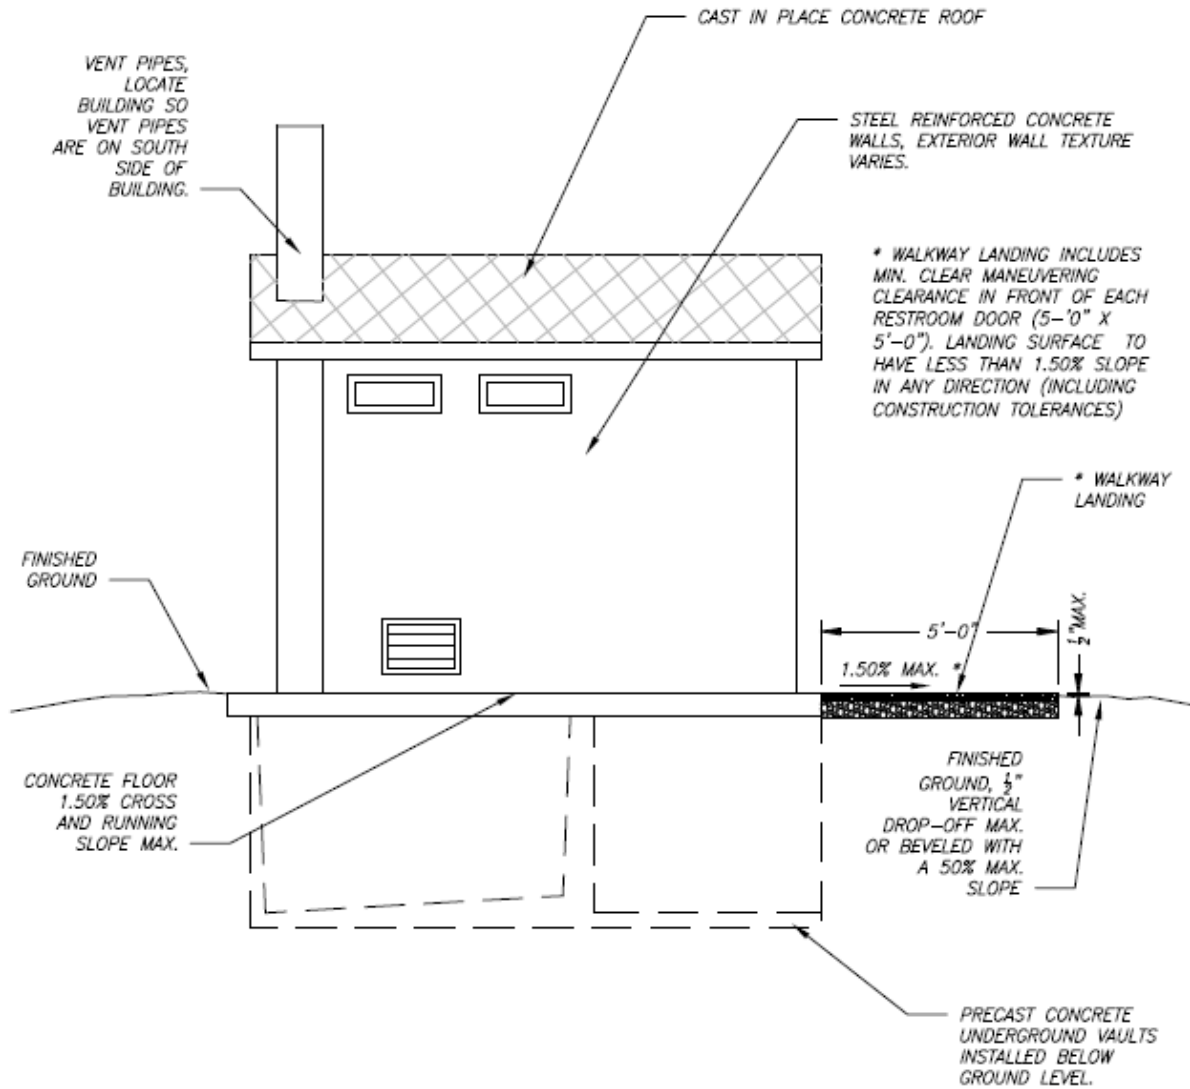 CAST IN PLACE CONCRETE ROOF
VENT PIPES,
LOCATE
BUILDING SO
VENT PIPES
ARE ON SOUTH
SIDE OF
BUILDING.
STEEL REINFORCED CONCRETE
WALLS, EXTERIOR WALL TEXTURE
VARIES.
* WALKWAY LANDING INCLUDES
MIN. CLEAR MANEUVERING
CLEARANCE IN FRONT OF EACH
RESTROOM DOOR (5-'0" X
5'-0"). LANDING SURFACE TO
HAVE LESS THAN 1.50% SLOPE
IN ANY DIRECTION (INCLUDING
CONSTRUCTION TOLERANCES)
* WALKWAY
LANDING
FINISHED
GROUND
5'-0"
1/2" MAX.
1.50% MAX. *
CONCRETE FLOOR
1.50% CROSS
AND RUNNING
SLOPE MAX.
FINISHED
GROUND, 1/2"
VERTICAL
DROP-OFF MAX.
OR BEVELED WITH
A 50% MAX.
SLOPE
PRECAST CONCRETE
UNDERGROUND VAULTS
INSTALLED BELOW
GROUND LEVEL.